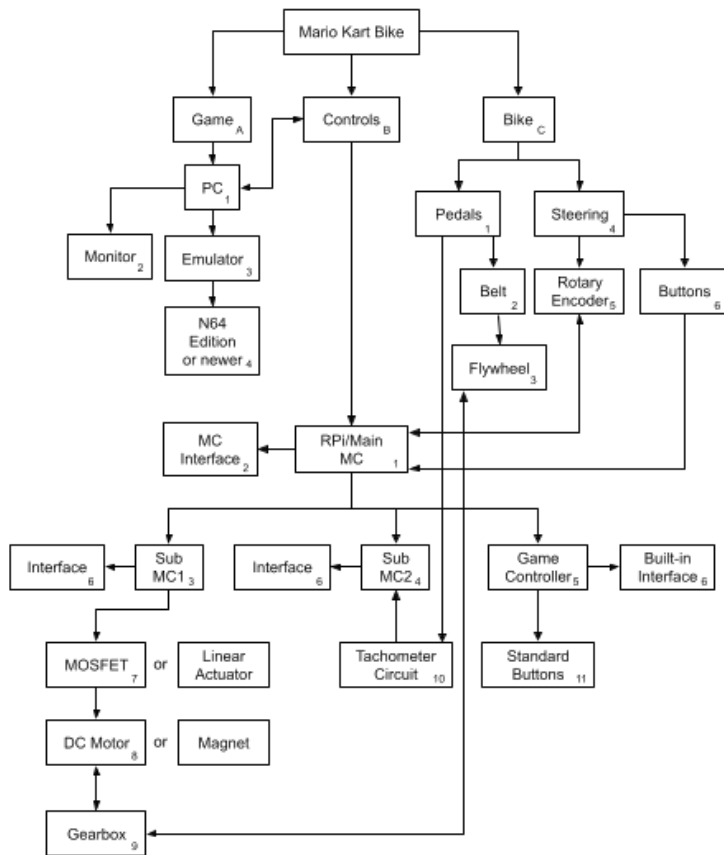 Mario Kart Bike
Game A
Controls B
Bike C
PC 1
Pedals 1
Steering 4
Monitor 2
Emulator 3
Belt 2
Rotary
Encoder 5
Buttons 6
N64
Edition
or newer 4
Flywheel 3
MC
Interface 2
RPi/Main
MC 1
Interface 6
Sub
MC1 3
Interface 6
Sub
MC2 4
Game
Controller 5
Built-in
Interface 6
MOSFET 7
or
Linear
Actuator
Tachometer
Circuit 10
Standard
Buttons 11
DC Motor 8
or
Magnet
Gearbox 9